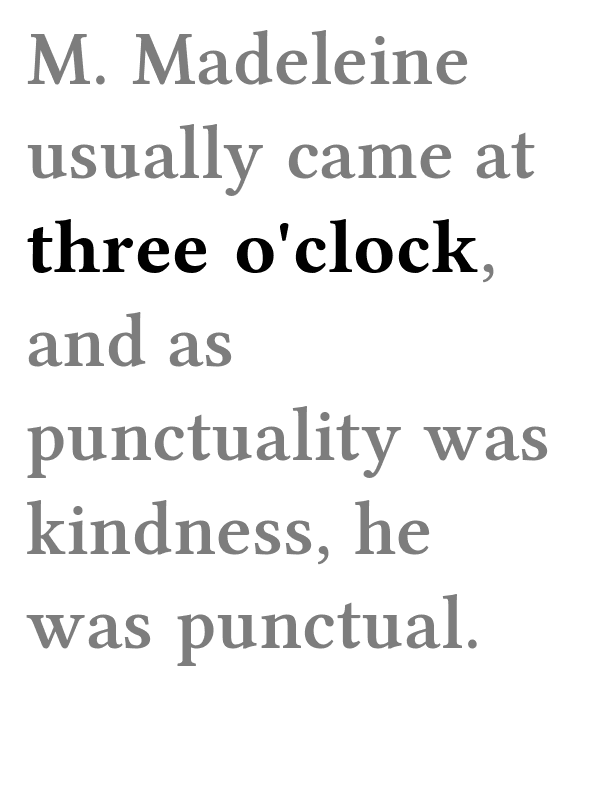 M. Madeleine
usually came at
three o'clock,
and as
punctuality was
kindness, he
was punctual.